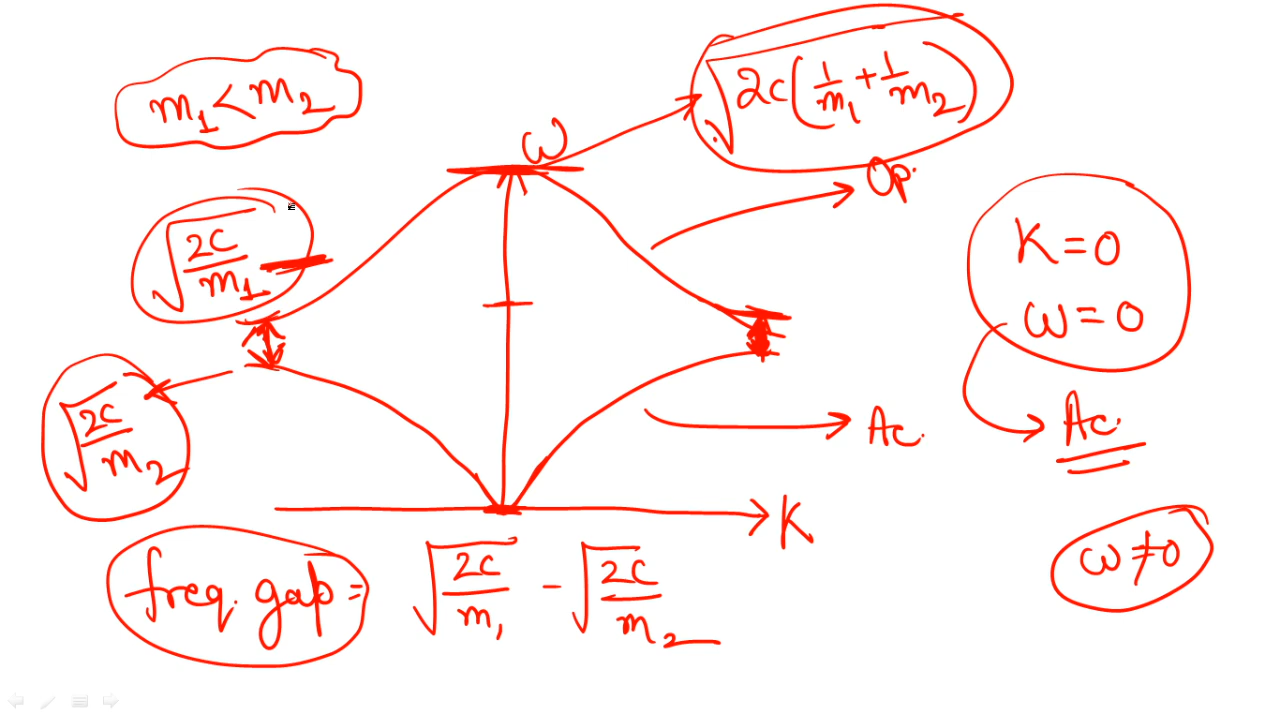 m₁ < m₂
√(2C(1/m₁ + 1/m₂))
ω
Op.
√(2C/m₁)
K = 0
ω = 0
√(2C/m₂)
Ac.
Ac.
K
ω ≠ 0
freq. gap = √(2C/m₁) - √(2C/m₂)